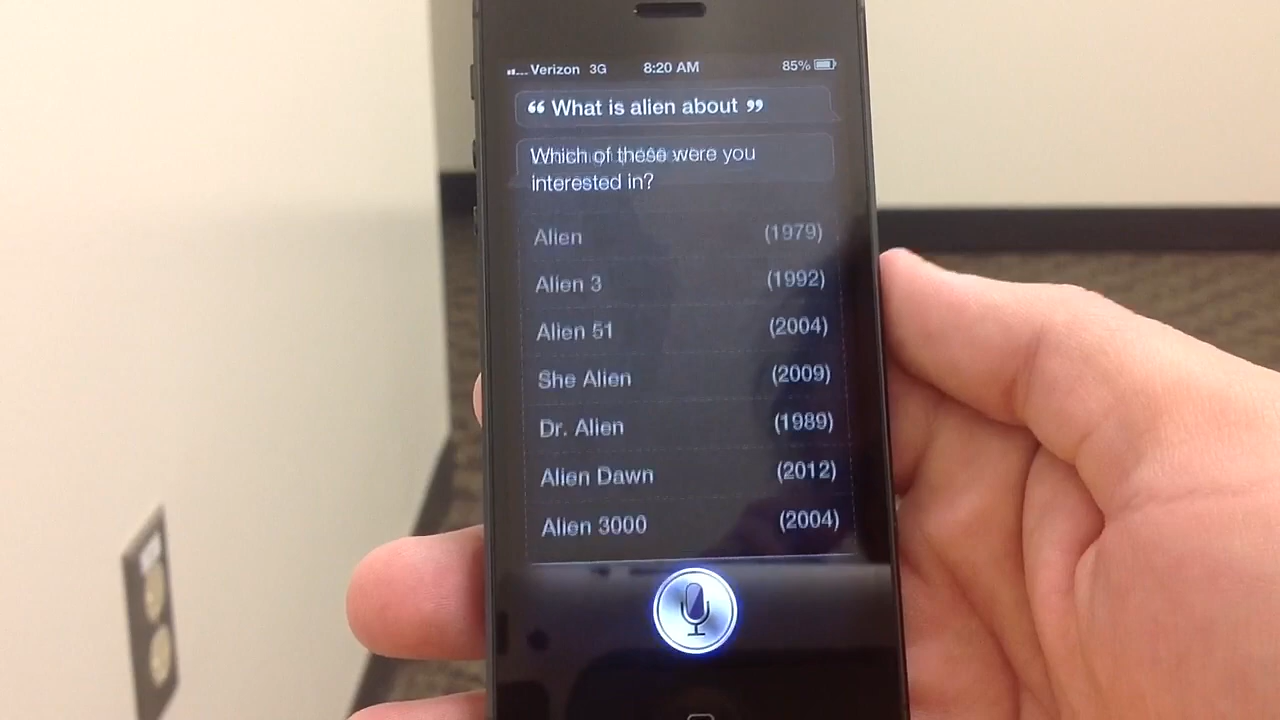 Verizon 3G 8:20 AM 85%
“ What is alien about ”
Which of these were you
interested in?
Alien (1979)
Alien 3 (1992)
Alien 51 (2004)
She Alien (2009)
Dr. Alien (1989)
Alien Dawn (2012)
Alien 3000 (2004)